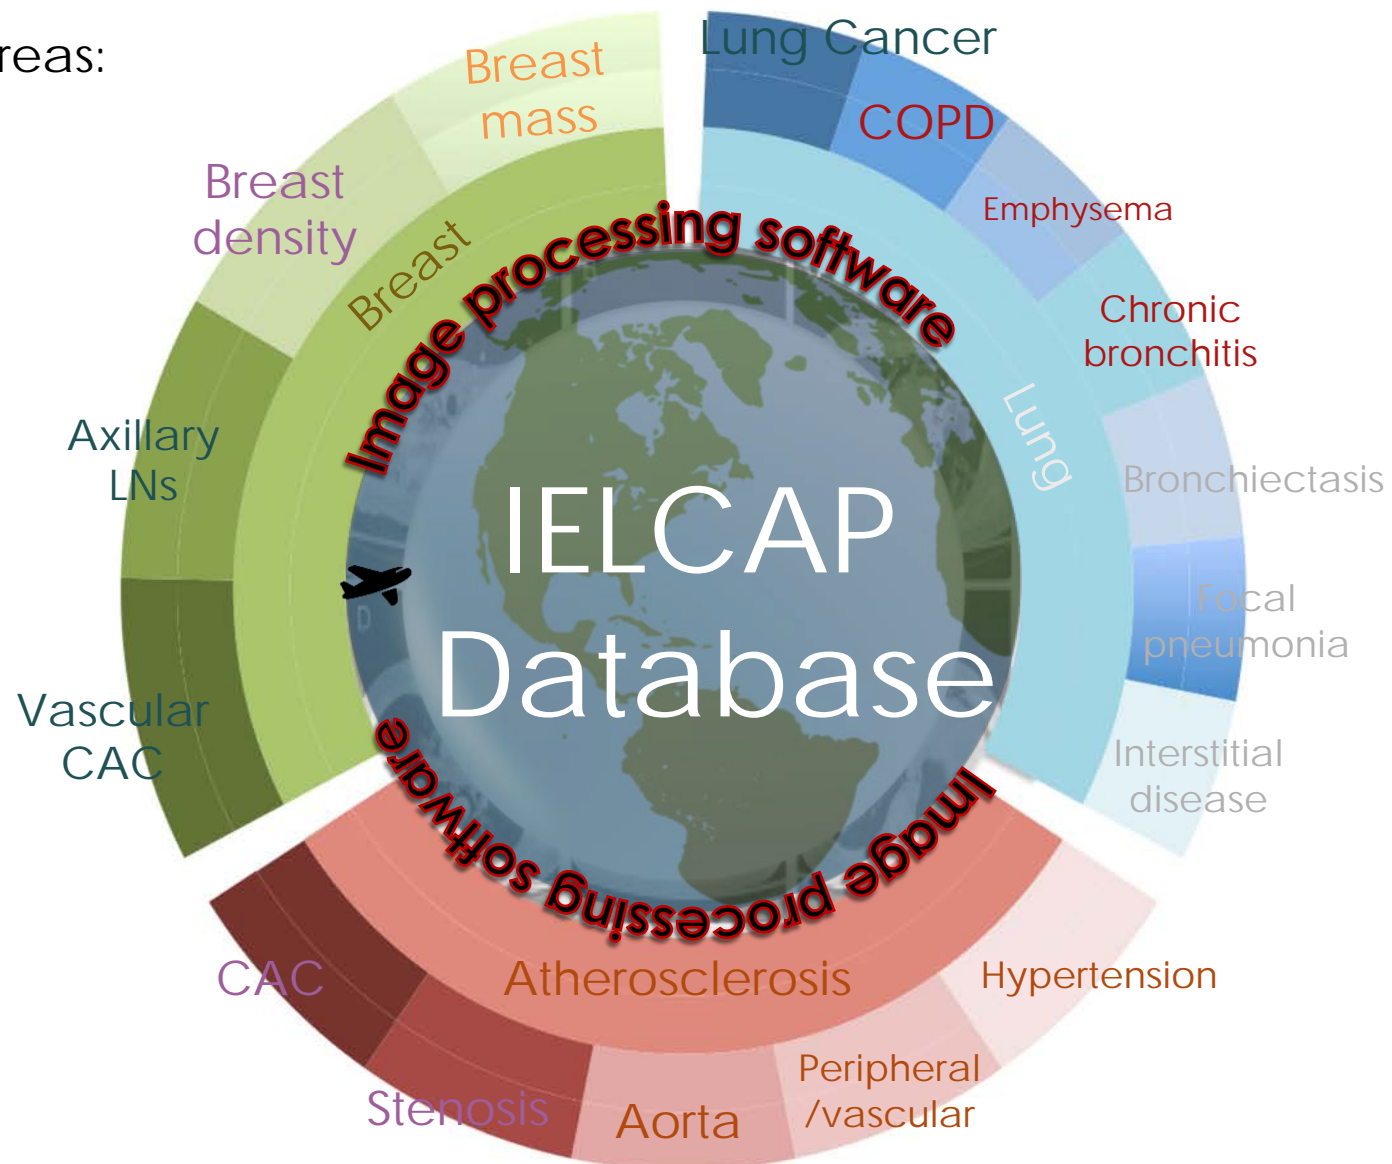 reas:
Breast
mass
Breast
density
Breast
Axillary
LNs
Vascular
CAC
Lung Cancer
COPD
Emphysema
Chronic
bronchitis
Lung
Bronchiectasis
Focal
pneumonia
Interstitial
disease
Image processing software
IELCAP
Database
Image processing software
Atherosclerosis
CAC
Stenosis
Aorta
Peripheral
/vascular
Hypertension